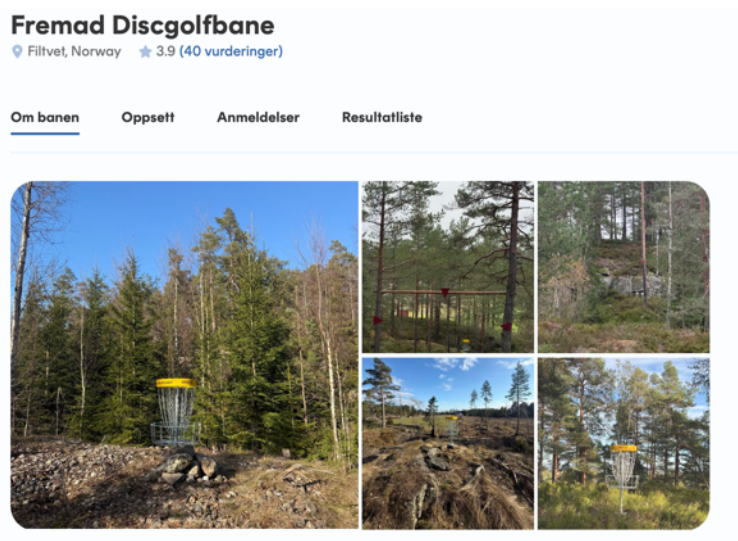 Fremad Discgolfbane
Filtvet, Norway 3.9 (40 vurderinger)
Om banen Oppsett Anmeldelser Resultatliste